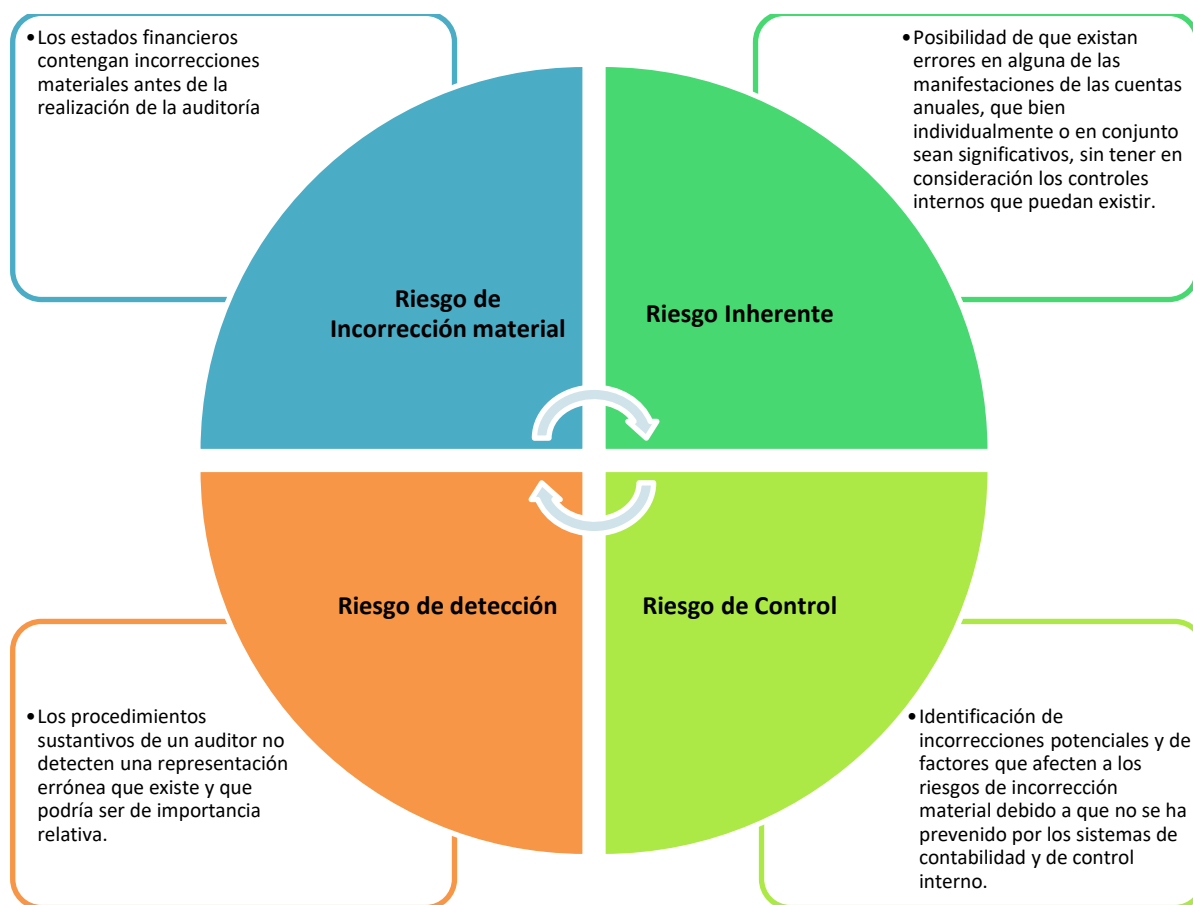 •Los estados financieros
contengan incorrecciones
materiales antes de la
realización de la auditoría
•Posibilidad de que existan
errores en alguna de las
manifestaciones de las cuentas
anuales, que bien
individualmente o en conjunto
sean significativos, sin tener en
consideración los controles
internos que puedan existir.
Riesgo de
Incorrección material
Riesgo Inherente
Riesgo de detección
Riesgo de Control
•Los procedimientos
sustantivos de un auditor no
detecten una representación
errónea que existe y que
podría ser de importancia
relativa.
•Identificación de
incorrecciones potenciales y de
factores que afecten a los
riesgos de incorrección
material debido a que no se ha
prevenido por los sistemas de
contabilidad y de control
interno.